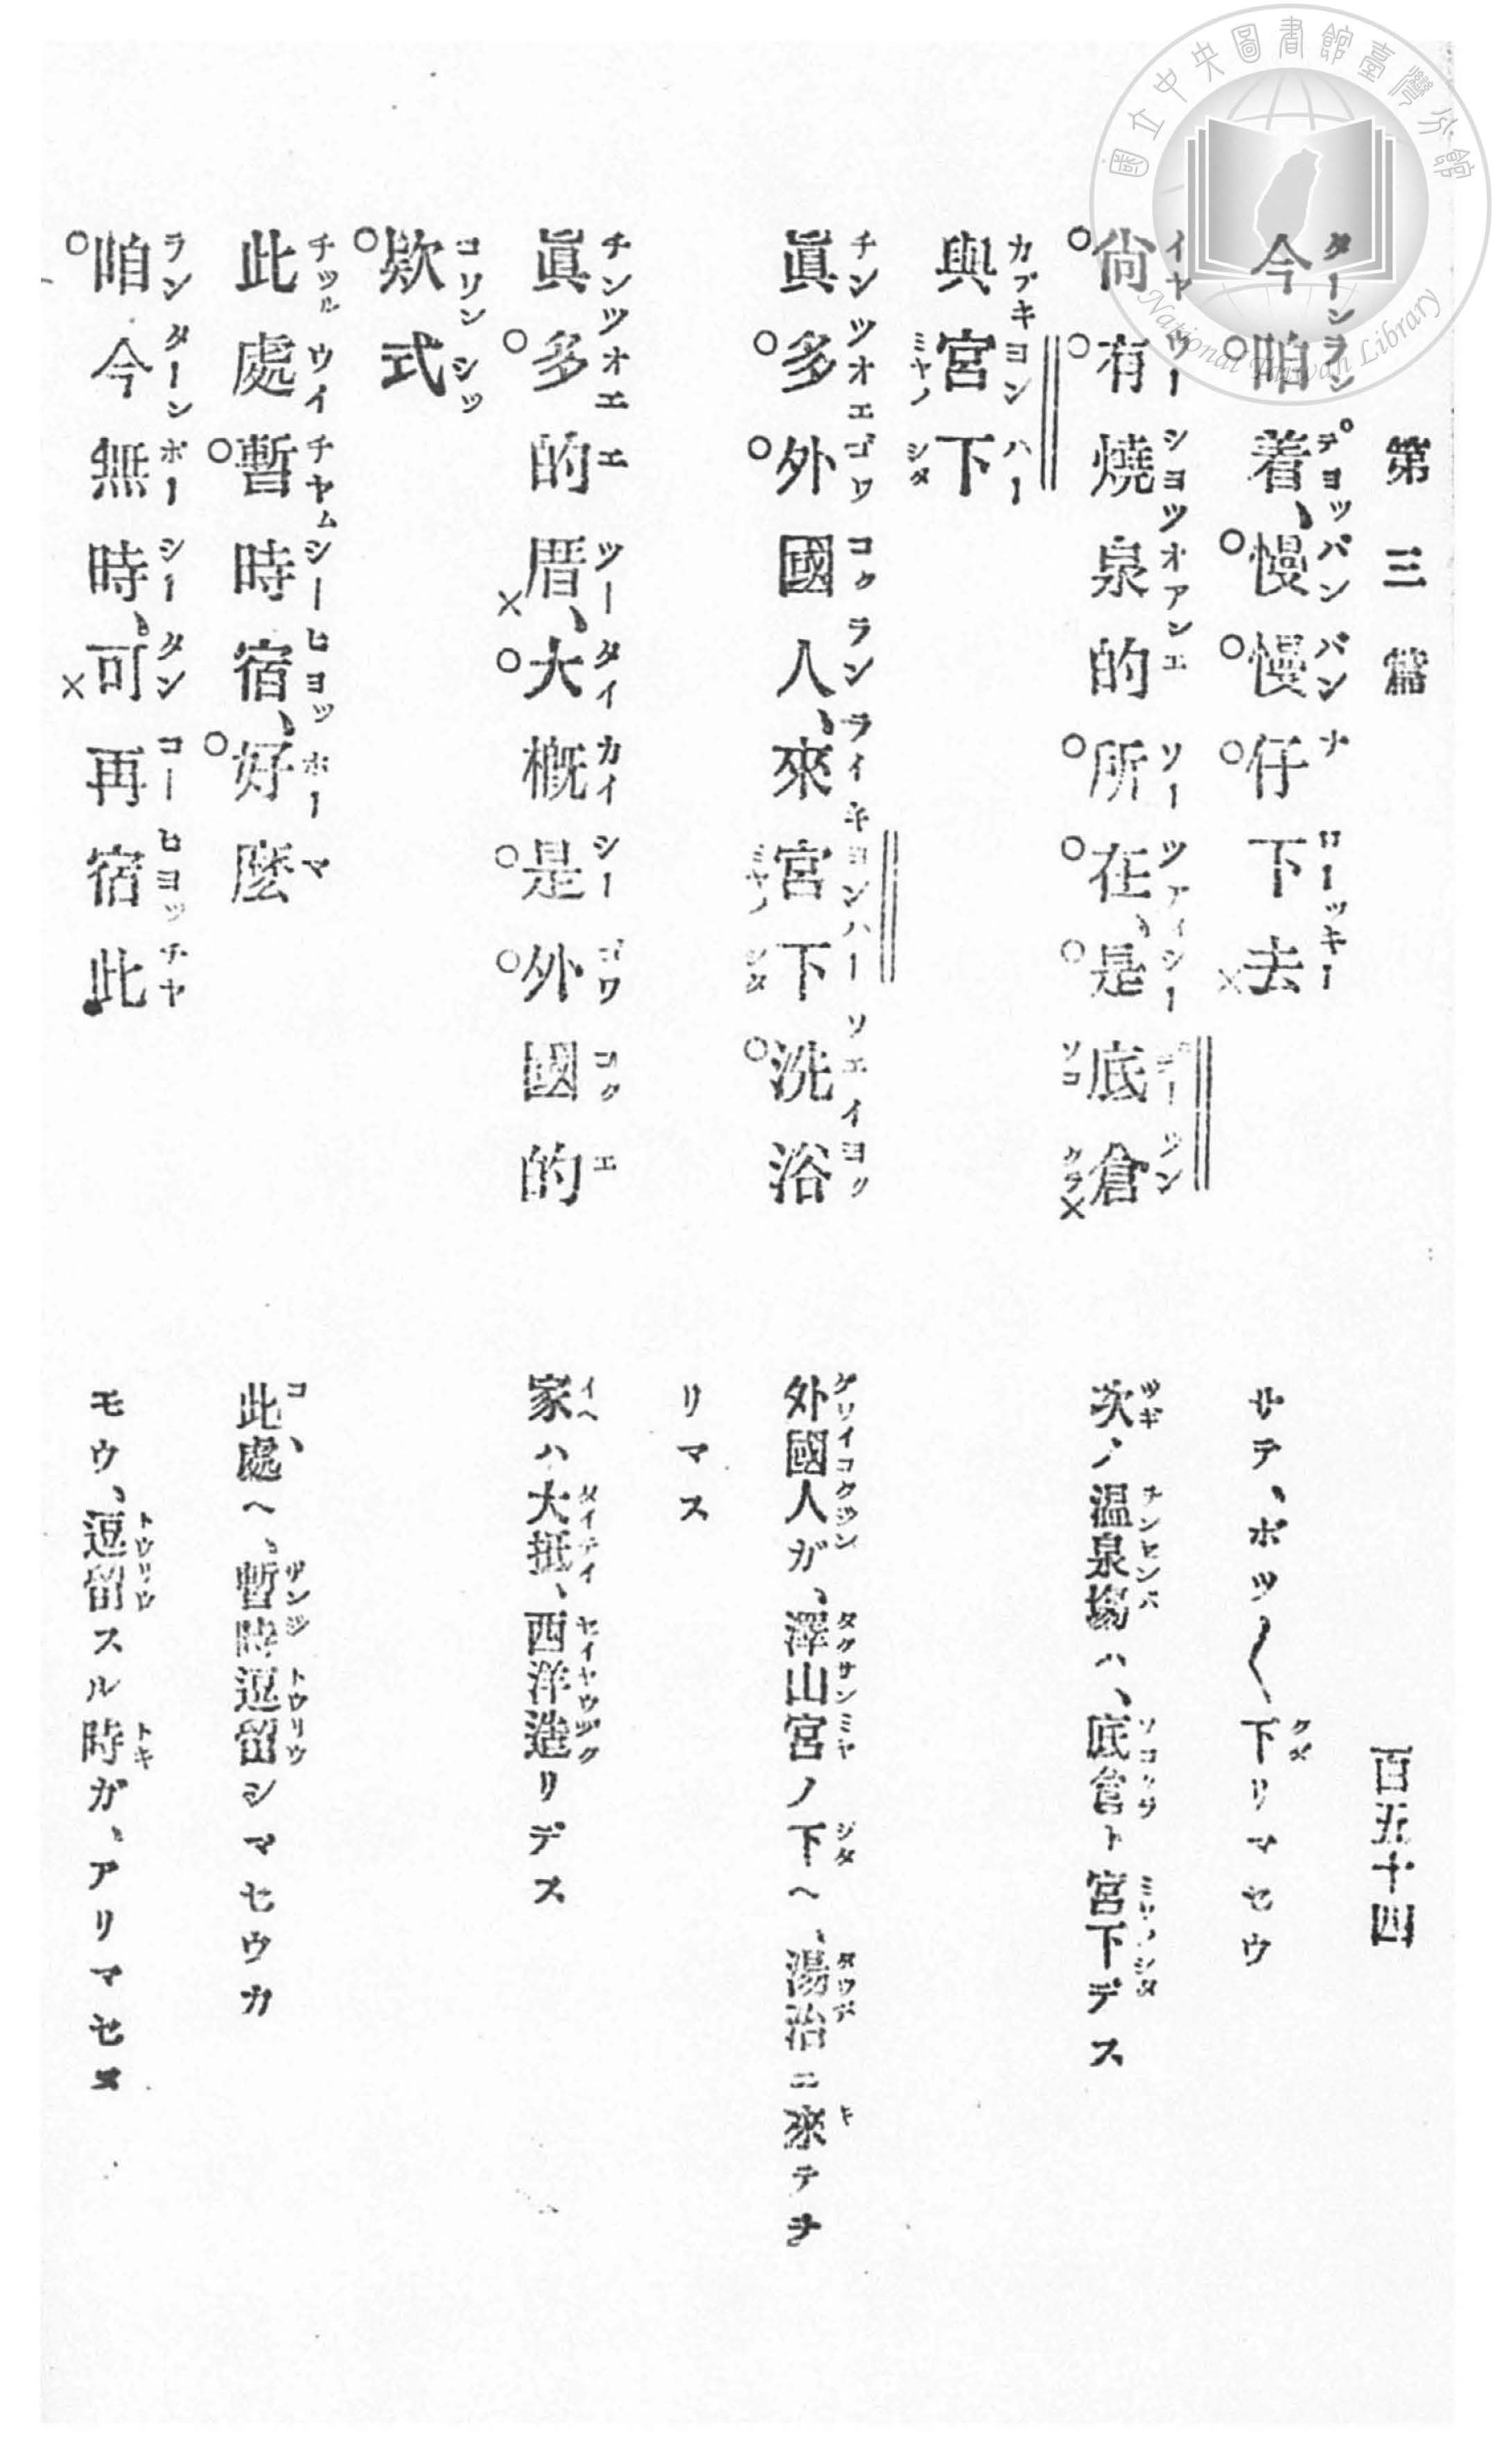 第三篇
百五十四
今咱着、慢慢仔下去
サテ、ボツ〱下リマセウ
尙有燒泉的所在、是底倉
與宮下
次ノ温泉場ハ、底倉ト宮下デス
眞多外國人、來宮下洗浴
外國人ガ、澤山宮ノ下ヘ、湯治ニ來テヲ
リマス
眞多的厝、大概是外國的
欵式
家ハ大抵、西洋造リデス
此處暫時宿、好麼
此處ヘ、暫時逗留シマセウカ
咱今無時、可再宿此
モウ、逗留スル時ガ、アリマセヌ
國立中央圖書館臺灣分館
National Taiwan Library